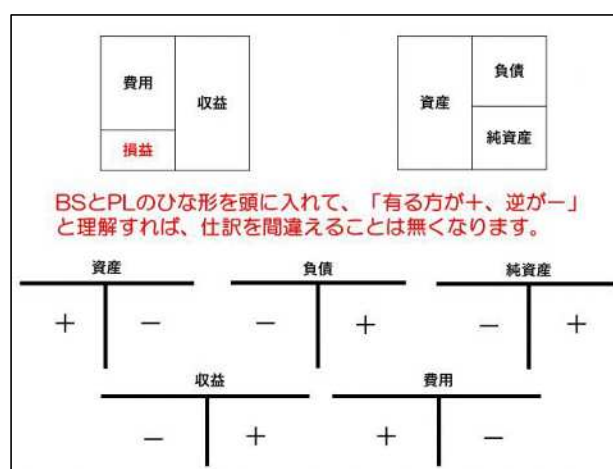 費用
収益
損益
資産
負債
純資産
BSとPLのひな形を頭に入れて、「有る方が＋、逆がー」
と理解すれば、仕訳を間違えることは無くなります。
資産
負債
純資産
＋ － － ＋ － ＋
収益
費用
－ ＋ ＋ －